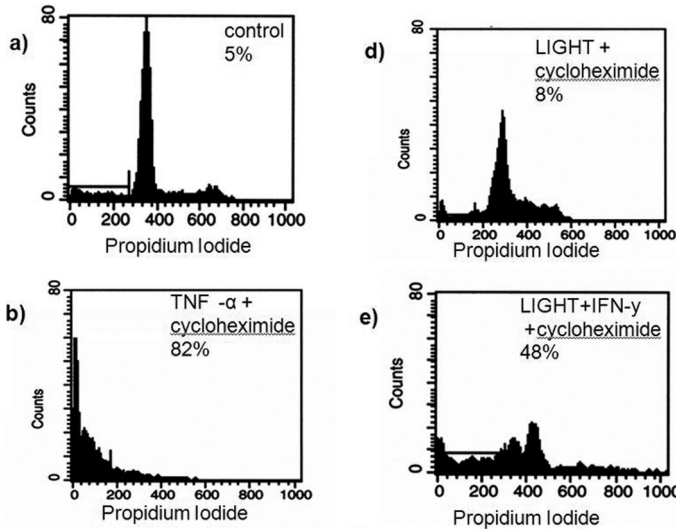 a)
control
5%
80
Counts
0
0 200 400 600 800 1000
Propidium Iodide
b)
TNF -α +
cycloheximide
82%
80
Counts
0
0 200 400 600 800 1000
Propidium Iodide
d)
LIGHT +
cycloheximide
8%
80
Counts
0
0 200 400 600 800 1000
Propidium Iodide
e)
LIGHT+IFN-y
+cycloheximide
48%
80
Counts
0
0 200 400 600 800 1000
Propidium Iodide